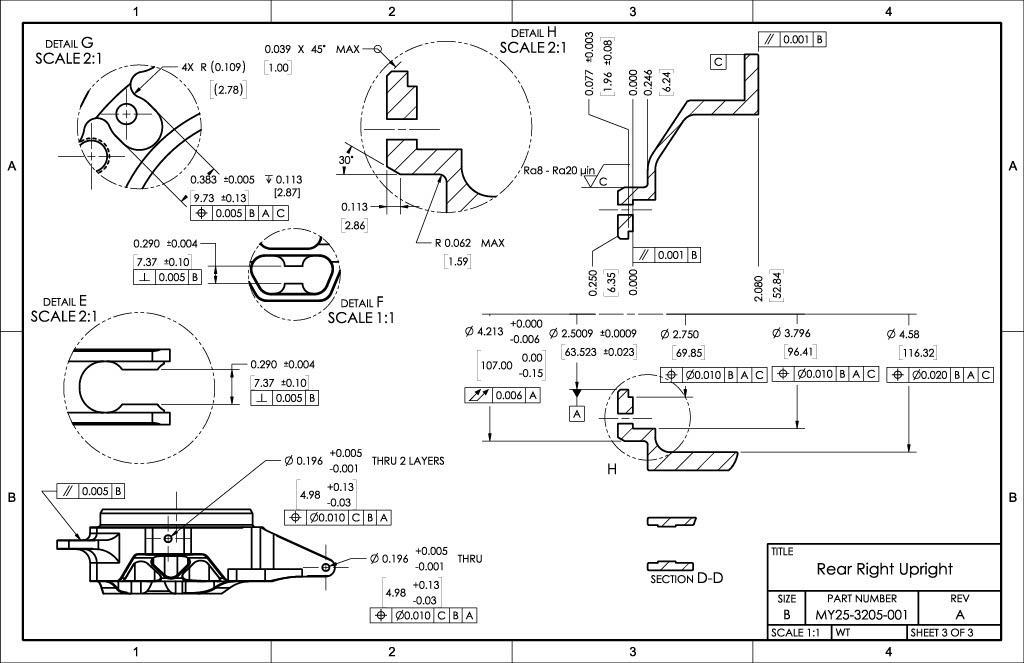 1
2
3
4
A
A
B
B
DETAIL G
SCALE 2:1
4X R (0.109)
[(2.78)]
0.383 ±0.005 ↧ 0.113
[9.73 ±0.13] [2.87]
⌖ 0.005 B A C
0.039 X 45° MAX
[1.00]
DETAIL H
SCALE 2:1
30°
0.113
[2.86]
R 0.062 MAX
[1.59]
0.077 ±0.003
[1.96 ±0.08]
0.000
0.246
[6.24]
C
// 0.001 B
Ra8 - Ra20 µin
C
// 0.001 B
0.250
[6.35]
0.000
2.080
[52.84]
0.290 ±0.004
[7.37 ±0.10]
⊥ 0.005 B
DETAIL F
SCALE 1:1
DETAIL E
SCALE 2:1
0.290 ±0.004
[7.37 ±0.10]
⊥ 0.005 B
Ø 4.213 +0.000
-0.006
[107.00 0.00
-0.15]
⌰ 0.006 A
Ø 2.5009 ±0.0009
[63.523 ±0.023]
A
Ø 2.750
[69.85]
⌖ Ø0.010 B A C
Ø 3.796
[96.41]
⌖ Ø0.010 B A C
Ø 4.58
[116.32]
⌖ Ø0.020 B A C
H
Ø 0.196 +0.005
-0.001 THRU 2 LAYERS
[4.98 +0.13
-0.03]
⌖ Ø0.010 C B A
// 0.005 B
Ø 0.196 +0.005
-0.001 THRU
[4.98 +0.13
-0.03]
⌖ Ø0.010 C B A
SECTION D-D
TITLE
Rear Right Upright
SIZE
B
PART NUMBER
MY25-3205-001
REV
A
SCALE 1:1
WT
SHEET 3 OF 3
1
2
3
4